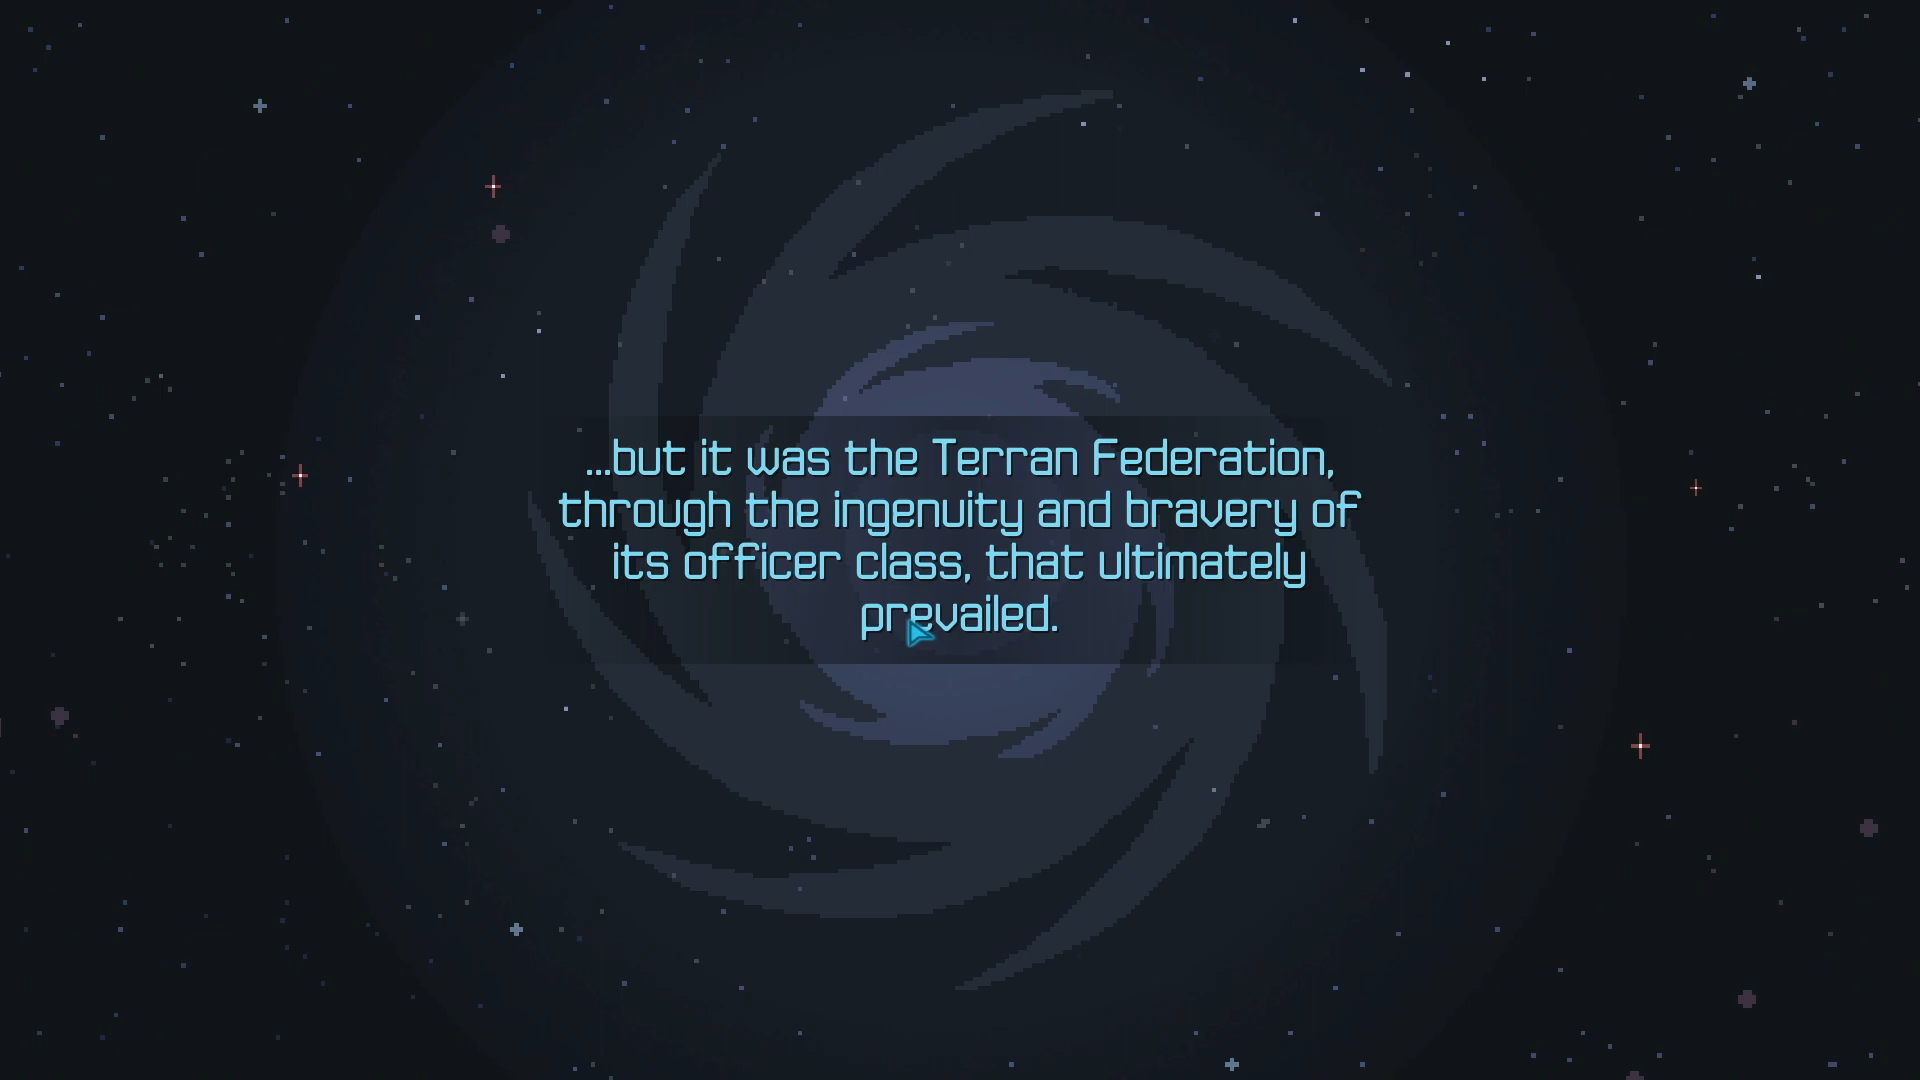 ...but it was the Terran Federation,
through the ingenuity and bravery of
its officer class, that ultimately
prevailed.